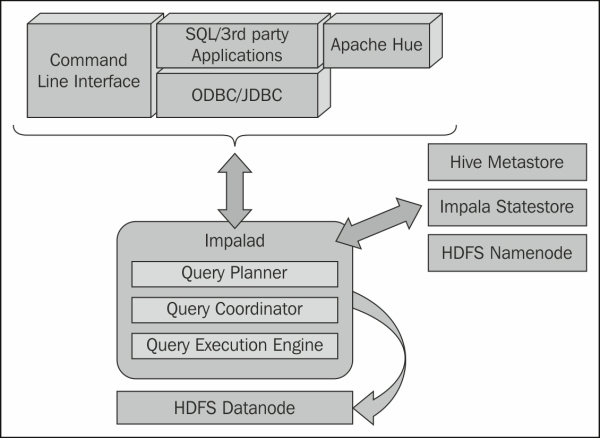 Command
Line Interface
SQL/3rd party
Applications
Apache Hue
ODBC/JDBC
Hive Metastore
Impala Statestore
HDFS Namenode
Impalad
Query Planner
Query Coordinator
Query Execution Engine
HDFS Datanode